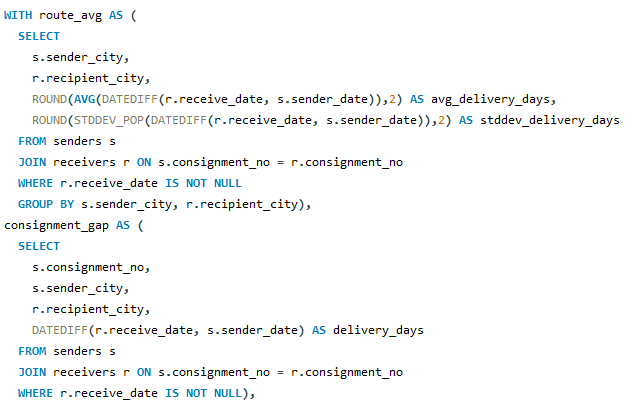 WITH route_avg AS (
  SELECT
    s.sender_city,
    r.recipient_city,
    ROUND(AVG(DATEDIFF(r.receive_date, s.sender_date)),2) AS avg_delivery_days,
    ROUND(STDDEV_POP(DATEDIFF(r.receive_date, s.sender_date)),2) AS stddev_delivery_days
  FROM senders s
  JOIN receivers r ON s.consignment_no = r.consignment_no
  WHERE r.receive_date IS NOT NULL
  GROUP BY s.sender_city, r.recipient_city),
consignment_gap AS (
  SELECT
    s.consignment_no,
    s.sender_city,
    r.recipient_city,
    DATEDIFF(r.receive_date, s.sender_date) AS delivery_days
  FROM senders s
  JOIN receivers r ON s.consignment_no = r.consignment_no
  WHERE r.receive_date IS NOT NULL),